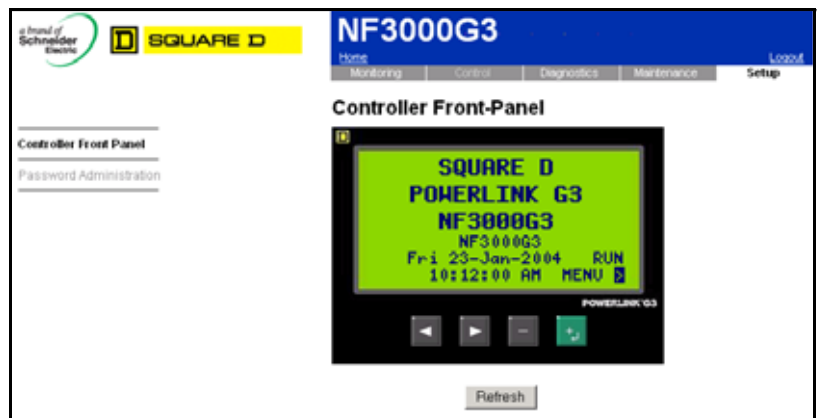 a brand of
Schneider
Electric
D SQUARE D
NF3000G3
Home Logout
Monitoring Control Diagnostics Maintenance Setup
Controller Front-Panel
Controller Front Panel
Password Administration
D
SQUARE D
POWERLINK G3
NF3000G3
NF3000G3
Fri 23-Jan-2004 RUN
10:12:00 AM MENU >
POWERLINK G3
Refresh